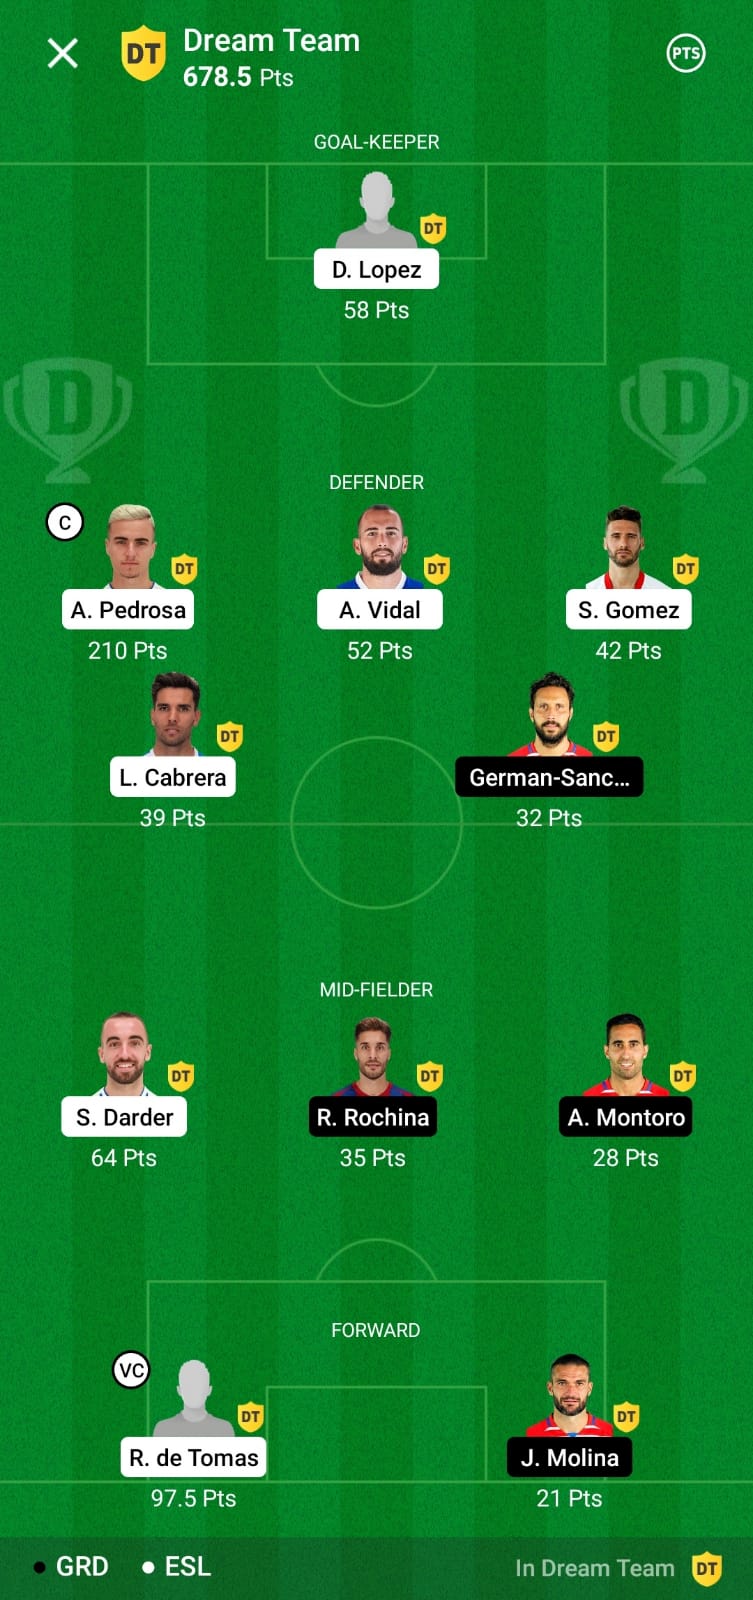 DT
Dream Team
678.5 Pts
PTS
GOAL-KEEPER
DT
D. Lopez
58 Pts
D
D
DEFENDER
C
DT
DT
DT
A. Pedrosa
A. Vidal
S. Gomez
210 Pts
52 Pts
42 Pts
DT
DT
L. Cabrera
German-Sanc...
39 Pts
32 Pts
MID-FIELDER
DT
DT
DT
S. Darder
R. Rochina
A. Montoro
64 Pts
35 Pts
28 Pts
FORWARD
VC
DT
DT
R. de Tomas
J. Molina
97.5 Pts
21 Pts
GRD ESL In Dream Team DT